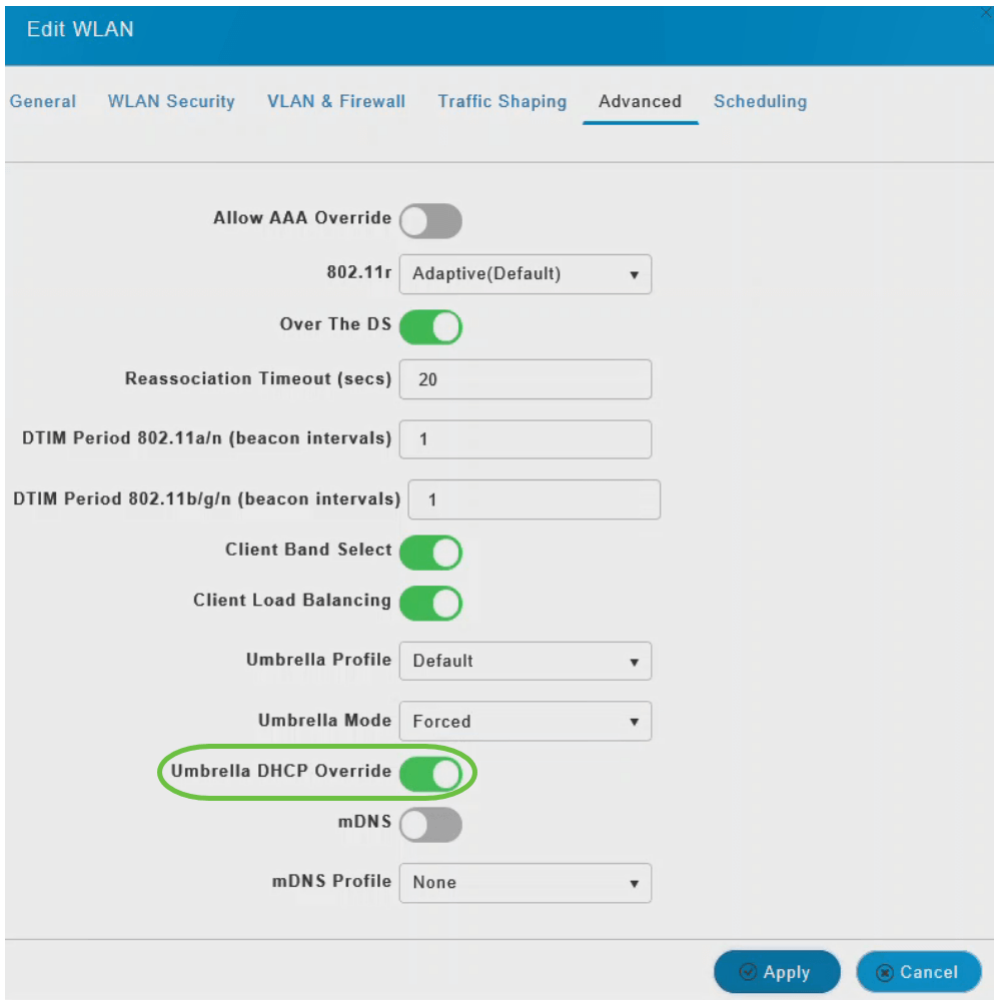 Edit WLAN
General WLAN Security VLAN & Firewall Traffic Shaping Advanced Scheduling
Allow AAA Override
802.11r Adaptive(Default)
Over The DS
Reassociation Timeout (secs) 20
DTIM Period 802.11a/n (beacon intervals) 1
DTIM Period 802.11b/g/n (beacon intervals) 1
Client Band Select
Client Load Balancing
Umbrella Profile Default
Umbrella Mode Forced
Umbrella DHCP Override
mDNS
mDNS Profile None
Apply Cancel